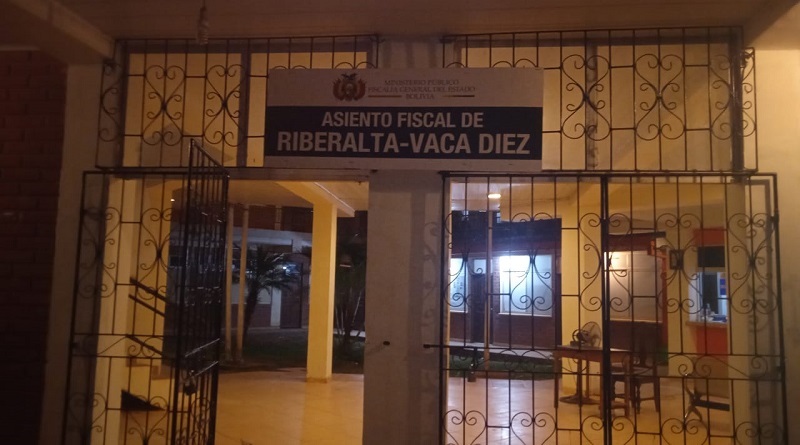 MINISTERIO PÚBLICO
FISCALÍA GENERAL DEL ESTADO
BOLIVIA
ASIENTO FISCAL DE
RIBERALTA-VACA DIEZ